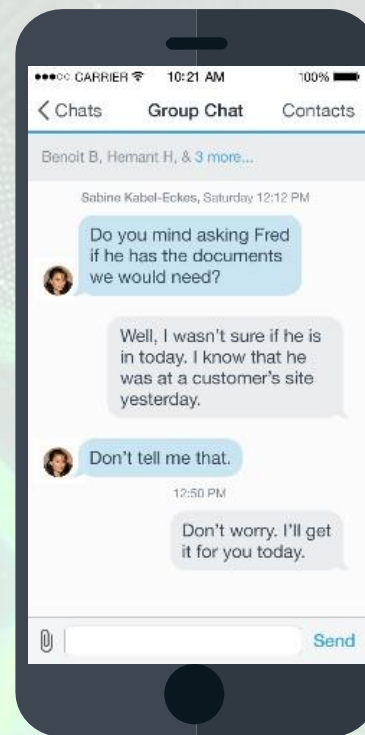 CARRIER 10:21 AM 100%
Chats Group Chat Contacts
Benoit B, Hemant H, & 3 more...
Sabine Kabel-Eckes, Saturday 12:12 PM
Do you mind asking Fred
if he has the documents
we would need?
Well, I wasn't sure if he is
in today. I know that he
was at a customer's site
yesterday.
Don't tell me that.
12:50 PM
Don't worry. I'll get
it for you today.
Send